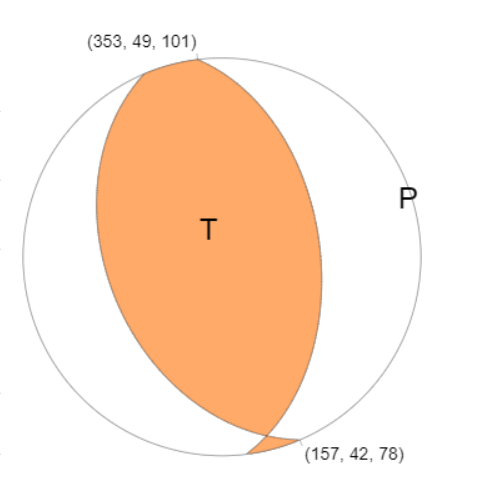 (353, 49, 101)
P
T
(157, 42, 78)